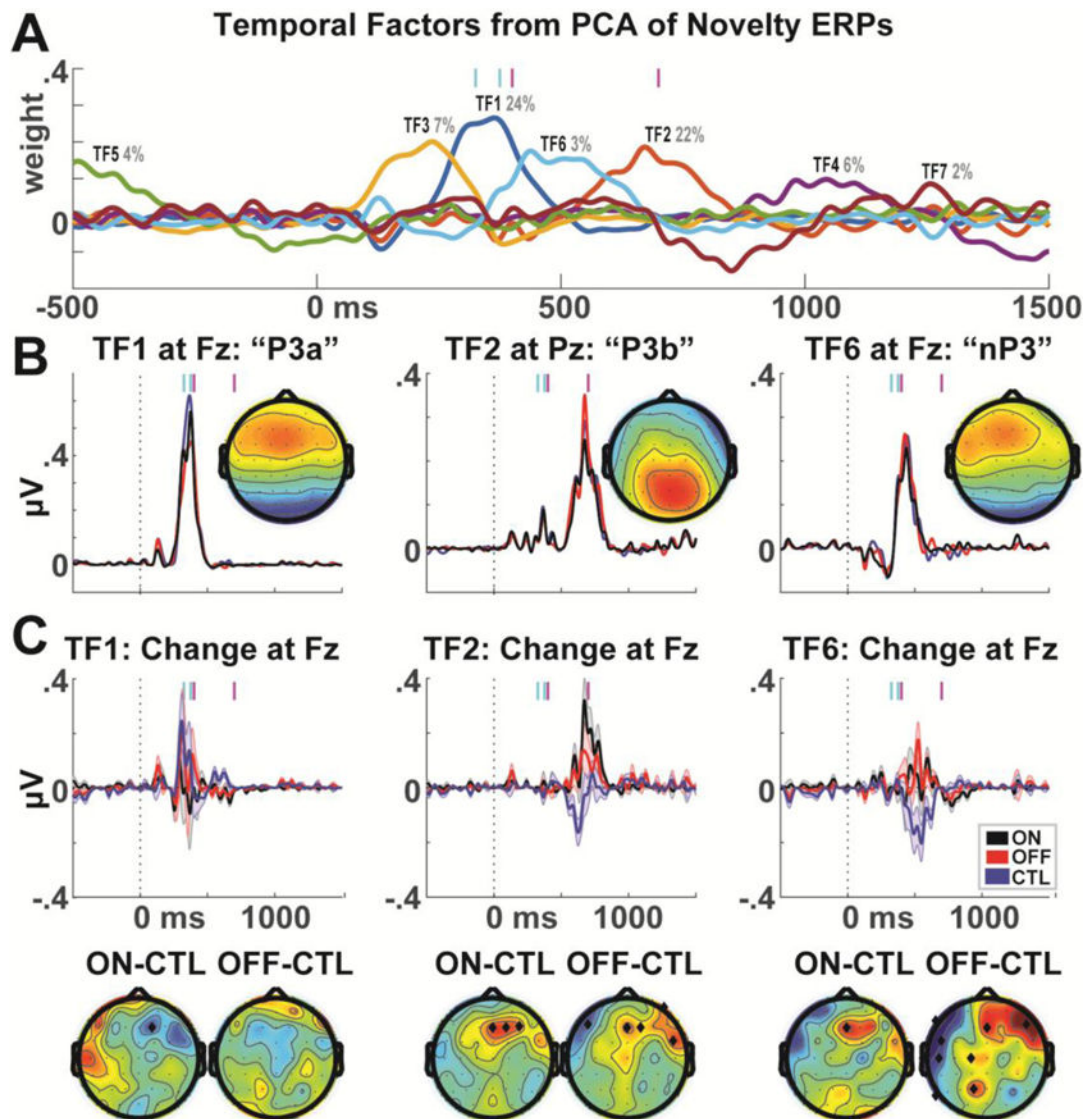 A
Temporal Factors from PCA of Novelty ERPs
.4
TF1 24%
TF3 7%
TF6 3%
TF2 22%
TF5 4%
TF4 6%
TF7 2%
weight
0
-500
0 ms
500
1000
1500
B
TF1 at Fz: “P3a”
TF2 at Pz: “P3b”
TF6 at Fz: “nP3”
.4
.4
.4
µV
0
0
0
C
TF1: Change at Fz
TF2: Change at Fz
TF6: Change at Fz
.4
.4
.4
µV
0
0
0
ON
OFF
CTL
-.4
-.4
-.4
0 ms 1000
0 ms 1000
0 ms 1000
ON-CTL OFF-CTL
ON-CTL OFF-CTL
ON-CTL OFF-CTL